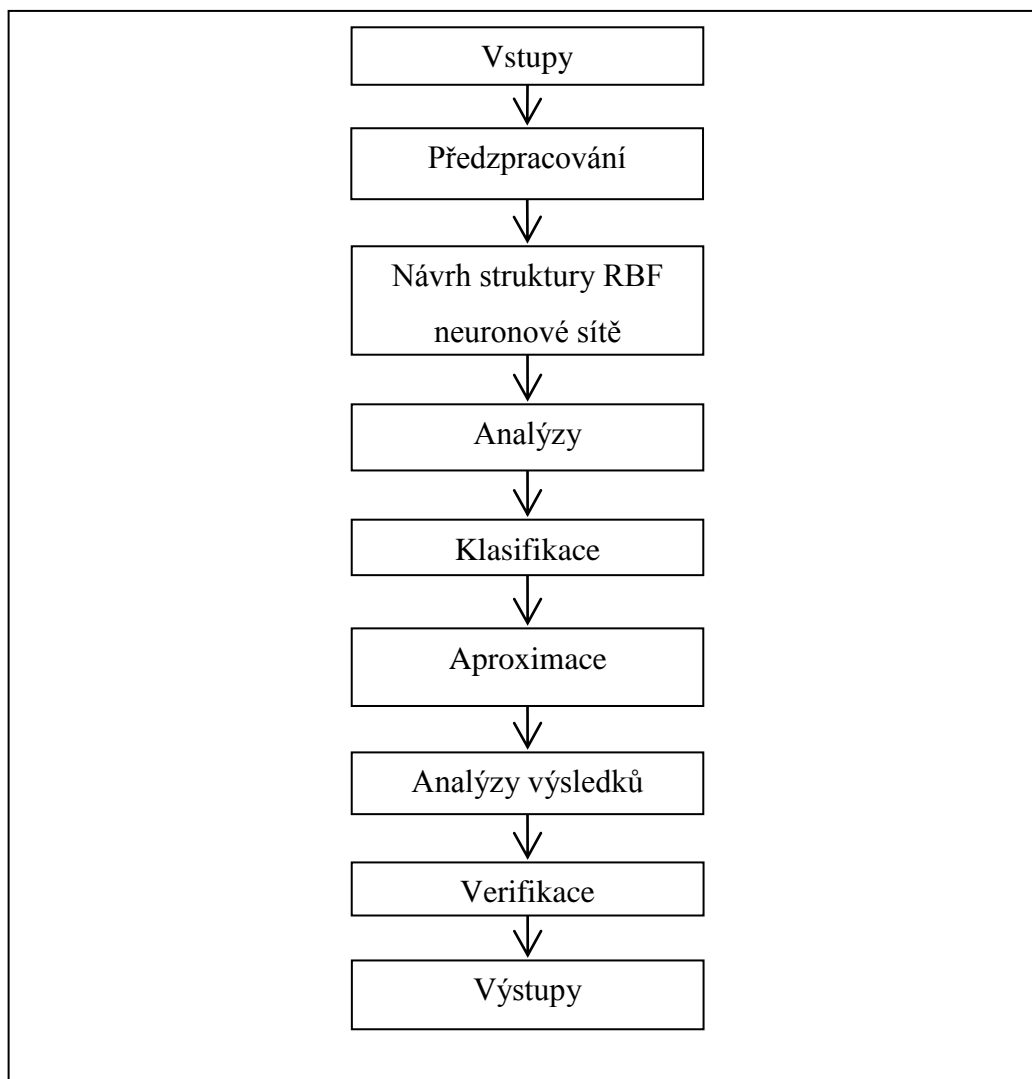 Vstupy
Předzpracování
Návrh struktury RBF
neuronové sítě
Analýzy
Klasifikace
Aproximace
Analýzy výsledků
Verifikace
Výstupy